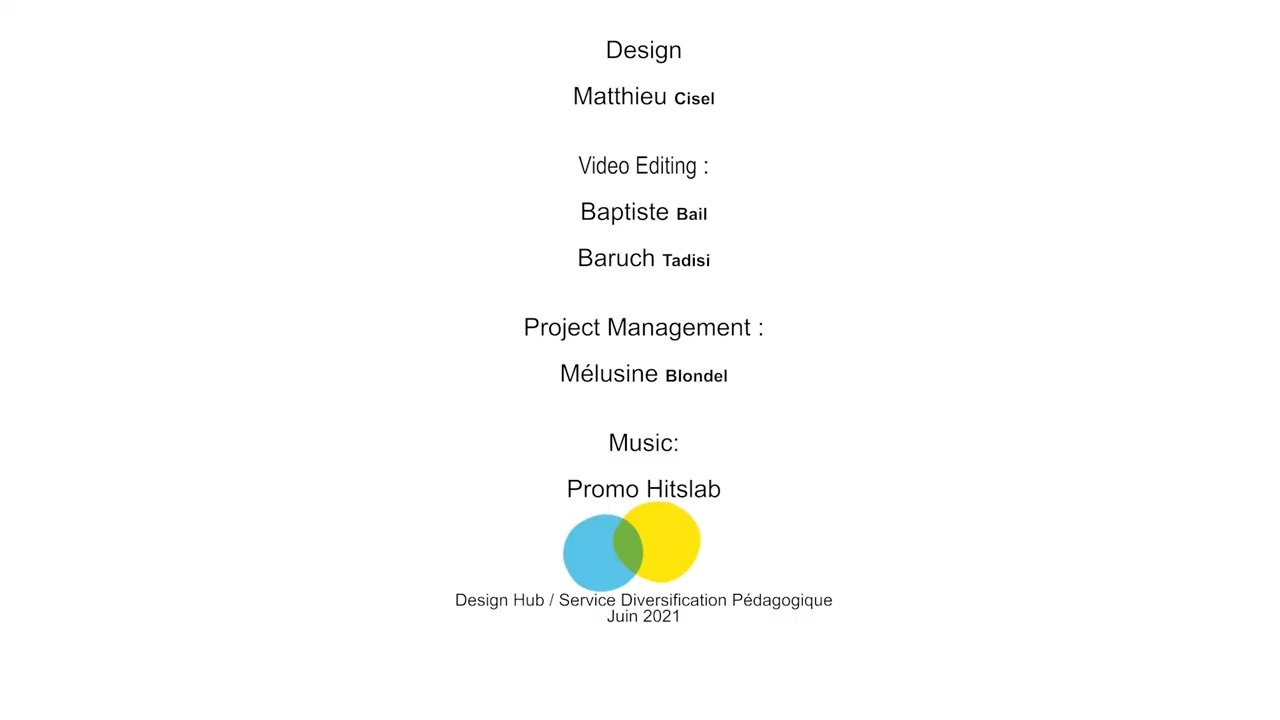 Design
Matthieu Cisel
Video Editing :
Baptiste Bail
Baruch Tadisi
Project Management :
Mélusine Blondel
Music:
Promo Hitslab
Design Hub / Service Diversification Pédagogique
Juin 2021